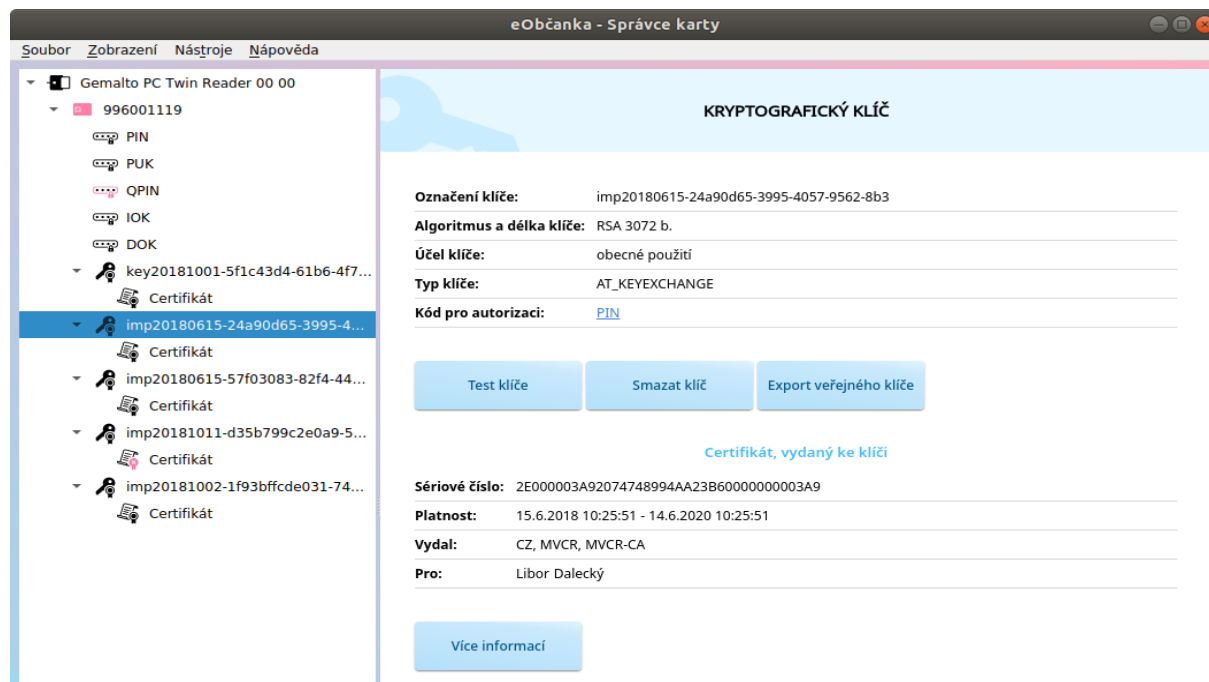 eObčanka - Správce karty
Soubor Zobrazení Nástroje Nápověda
Gemalto PC Twin Reader 00 00
996001119
PIN
PUK
QPIN
IOK
DOK
key20181001-5f1c43d4-61b6-4f7...
Certifikát
imp20180615-24a90d65-3995-4...
Certifikát
imp20180615-57f03083-82f4-44...
Certifikát
imp20181011-d35b799c2e0a9-5...
Certifikát
imp20181002-1f93bffcde031-74...
Certifikát
KRYPTOGRAFICKÝ KLÍČ
Označení klíče: imp20180615-24a90d65-3995-4057-9562-8b3
Algoritmus a délka klíče: RSA 3072 b.
Účel klíče: obecné použití
Typ klíče: AT_KEYEXCHANGE
Kód pro autorizaci: PIN
Test klíče Smazat klíč Export veřejného klíče
Certifikát, vydaný ke klíči
Sériové číslo: 2E000003A92074748994AA23B60000000003A9
Platnost: 15.6.2018 10:25:51 - 14.6.2020 10:25:51
Vydal: CZ, MVCR, MVCR-CA
Pro: Libor Dalecký
Více informací